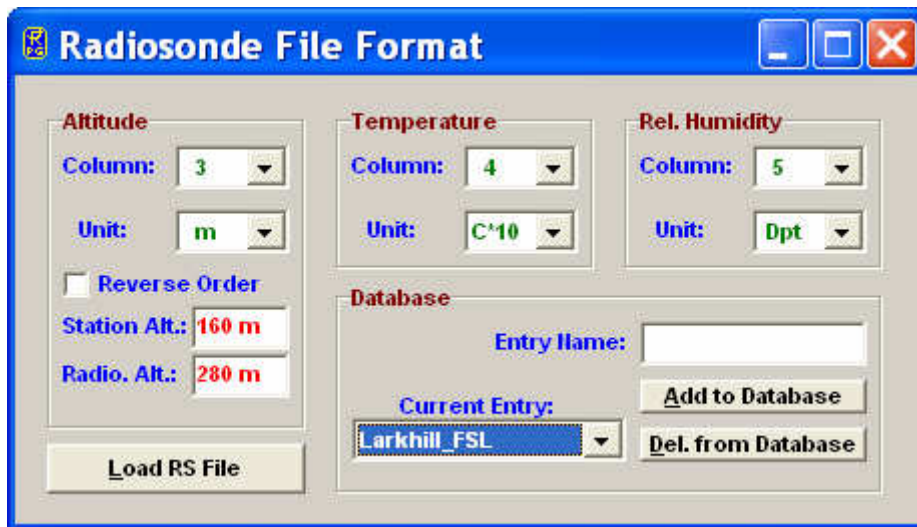 Radiosonde File Format
Altitude
Column: 3
Unit: m
Reverse Order
Station Alt.: 160 m
Radio. Alt.: 280 m
Load RS File
Temperature
Column: 4
Unit: C*10
Rel. Humidity
Column: 5
Unit: Dpt
Database
Entry Name:
Add to Database
Current Entry:
Larkhill_FSL
Del. from Database